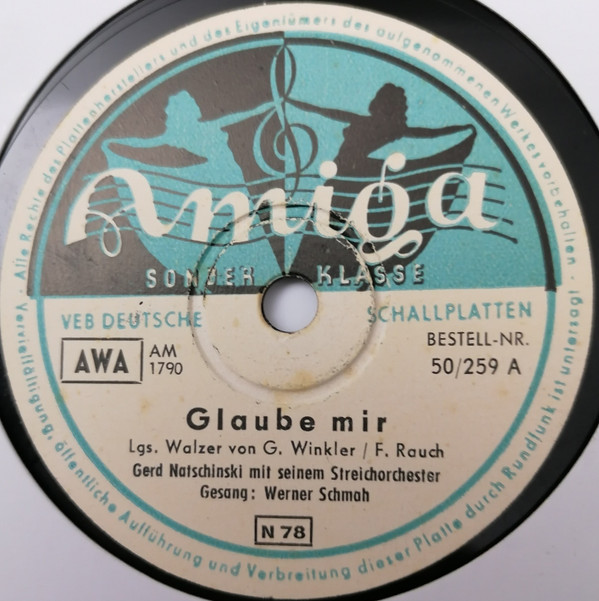 Alle Rechte des Plattenherstellers und des Eigentümers des aufgenommenen Werkes vorbehalten · Vervielfältigung, öffentliche Aufführung und Verbreitung dieser Platte durch Rundfunk ist untersagt ·
Amiga
SONDER KLASSE
VEB DEUTSCHE SCHALLPLATTEN
AWA AM 1790
BESTELL-NR.
50/259 A
Glaube mir
Lgs. Walzer von G. Winkler / F. Rauch
Gerd Natschinski mit seinem Streichorchester
Gesang: Werner Schmah
N 78